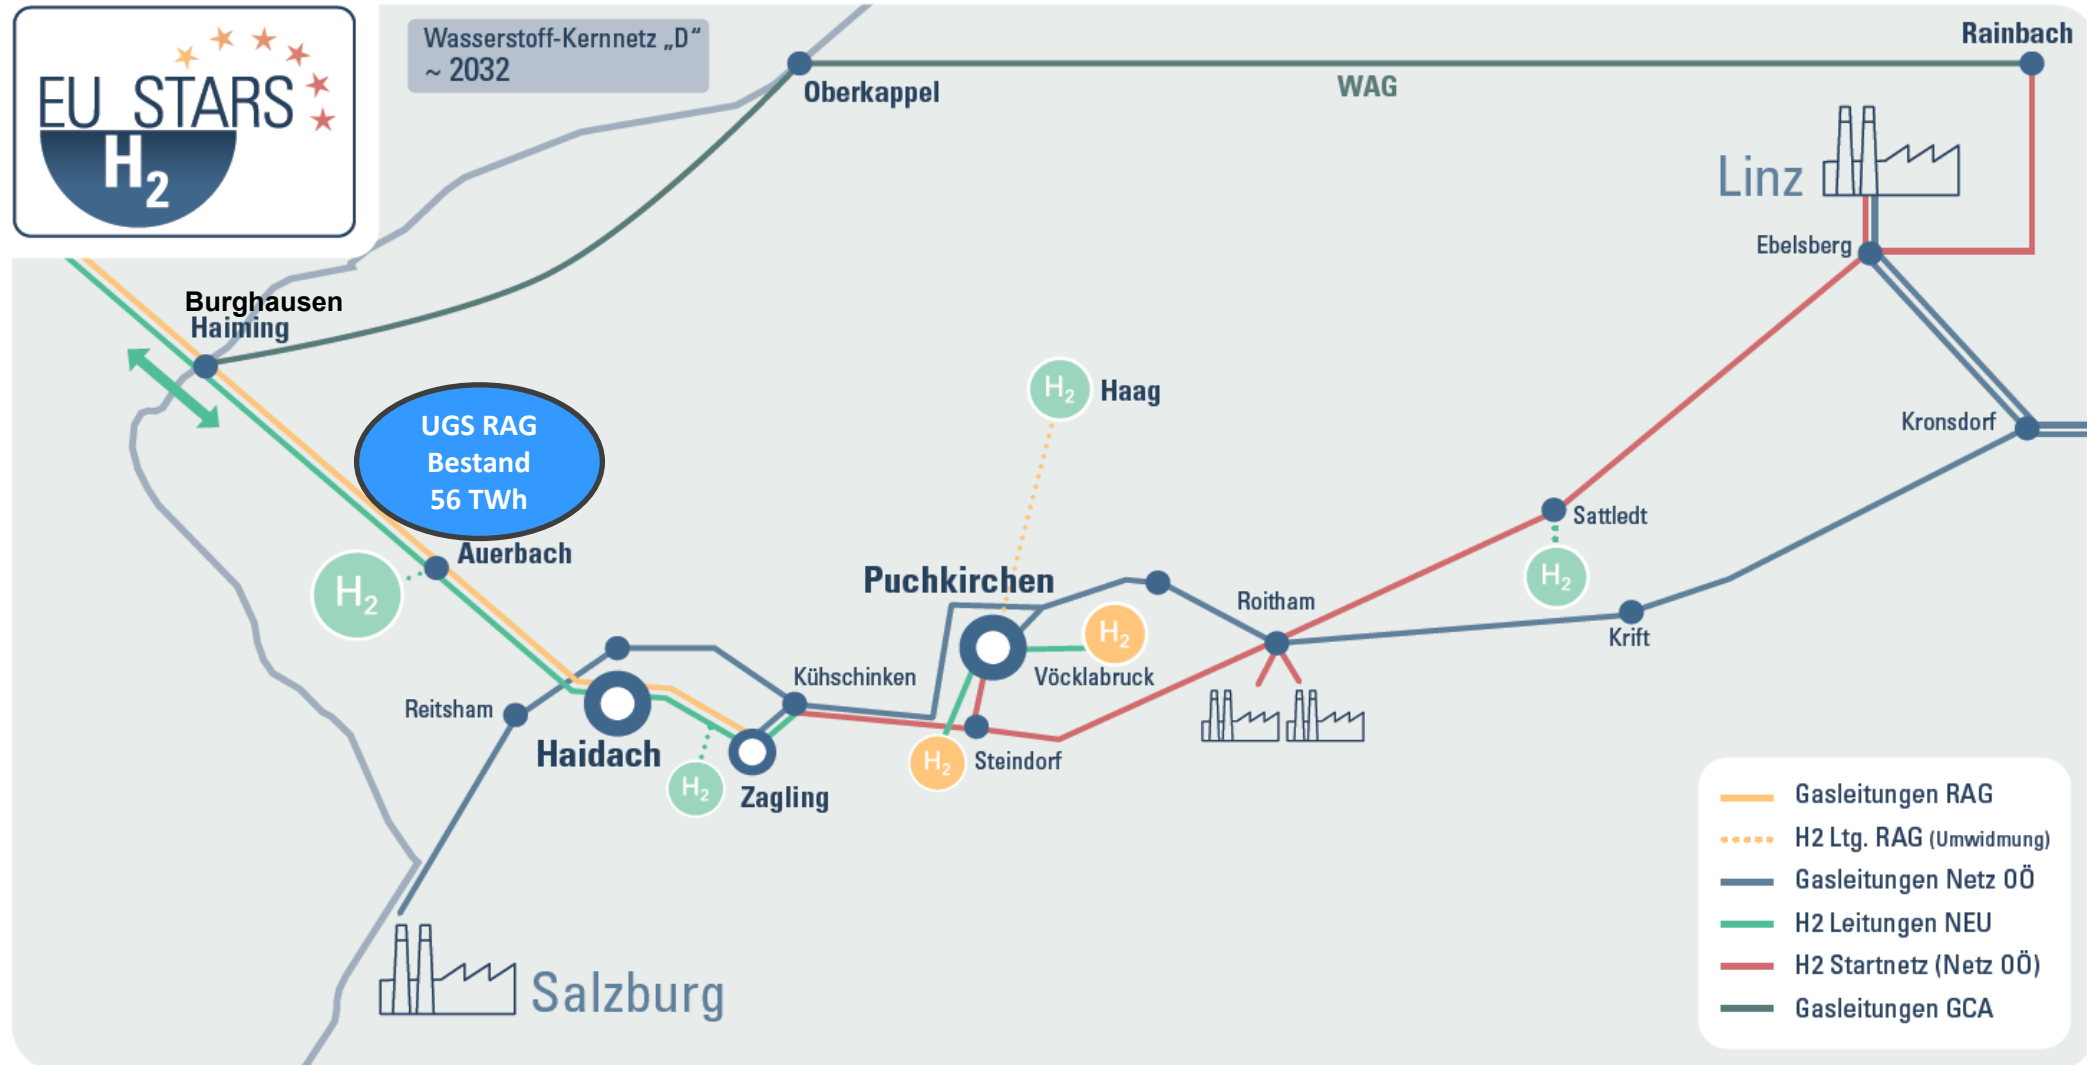 EU STARS
H2
Wasserstoff-Kernnetz „D“
~ 2032
Oberkappel
WAG
Rainbach
Linz
Ebelsberg
Burghausen
Haiming
UGS RAG
Bestand
56 TWh
H2
Haag
Kronsdorf
Auerbach
H2
Sattledt
H2
Puchkirchen
Roitham
H2
Krift
Vöcklabruck
Kühschinken
Reitsham
Haidach
H2
Zagling
H2
Steindorf
Salzburg
Gasleitungen RAG
H2 Ltg. RAG (Umwidmung)
Gasleitungen Netz OÖ
H2 Leitungen NEU
H2 Startnetz (Netz OÖ)
Gasleitungen GCA